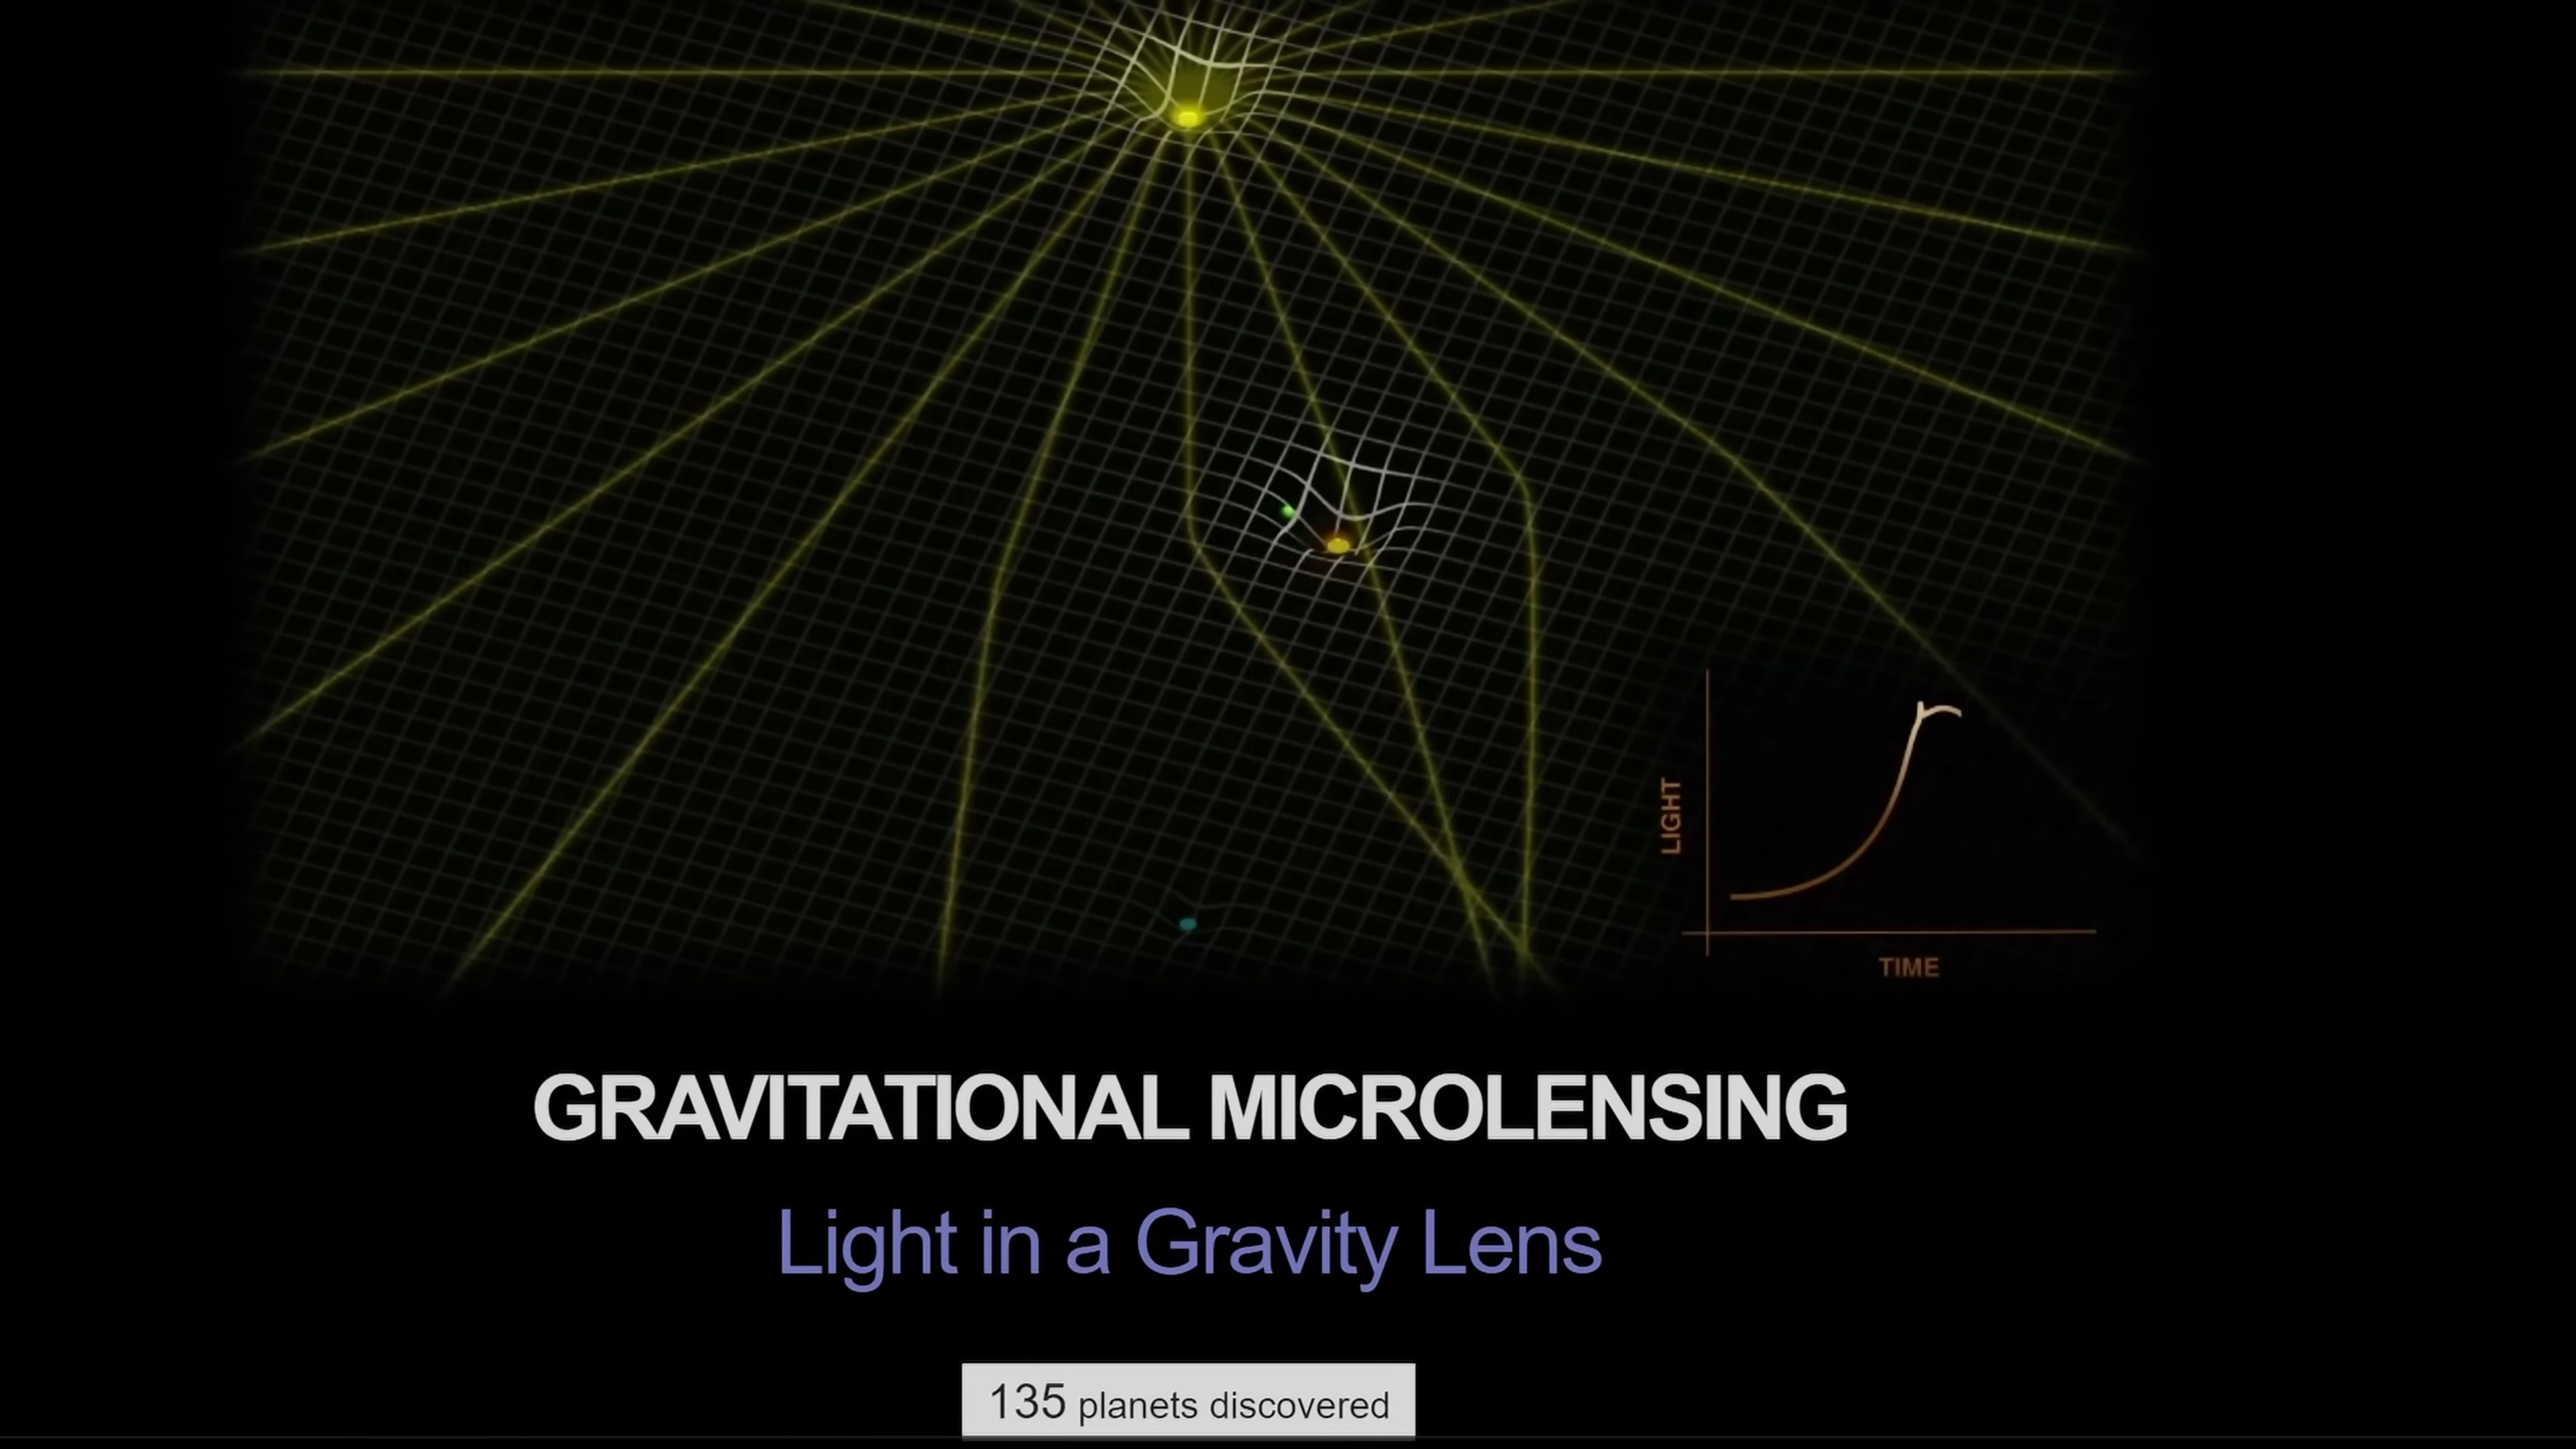 LIGHT
TIME
GRAVITATIONAL MICROLENSING
Light in a Gravity Lens
135 planets discovered